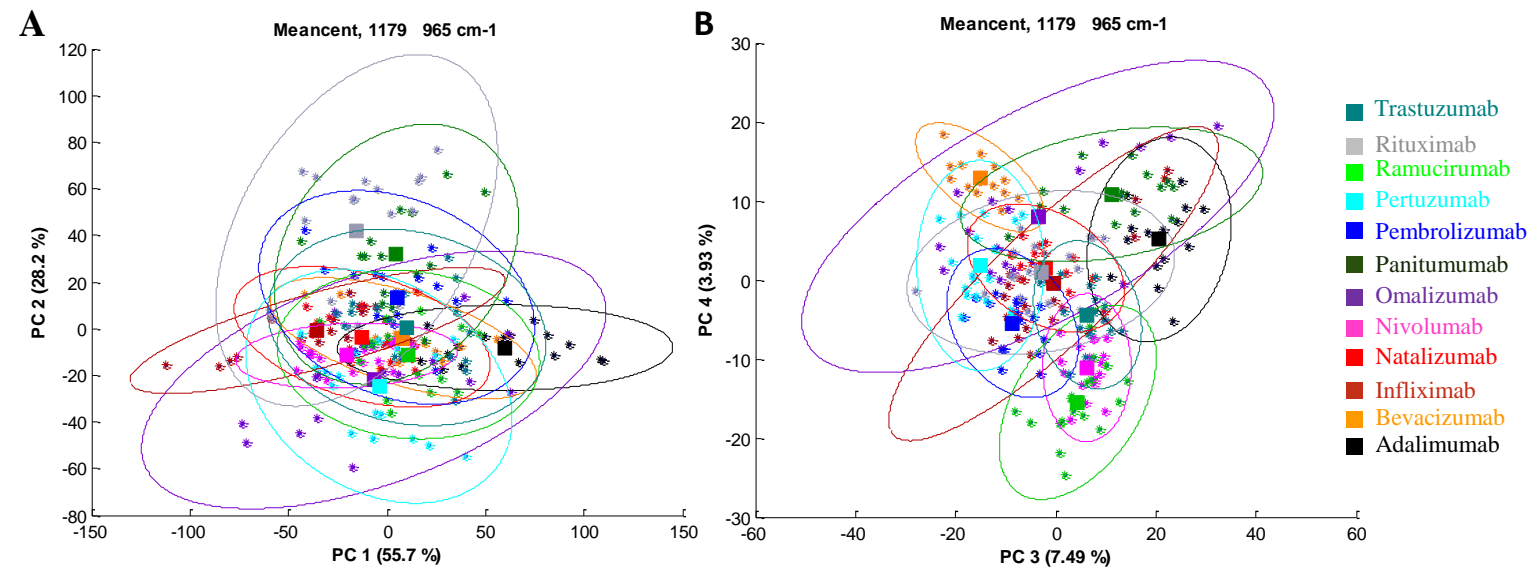 A
Meancent, 1179 965 cm-1
120
100
80
60
40
20
0
-20
-40
-60
-80
PC 2 (28.2 %)
-150
-100
-50
0
50
100
150
PC 1 (55.7 %)
B
Meancent, 1179 965 cm-1
30
20
10
0
-10
-20
-30
PC 4 (3.93 %)
-60
-40
-20
0
20
40
60
PC 3 (7.49 %)
Trastuzumab
Rituximab
Ramucirumab
Pertuzumab
Pembrolizumab
Panitumumab
Omalizumab
Nivolumab
Natalizumab
Infliximab
Bevacizumab
Adalimumab